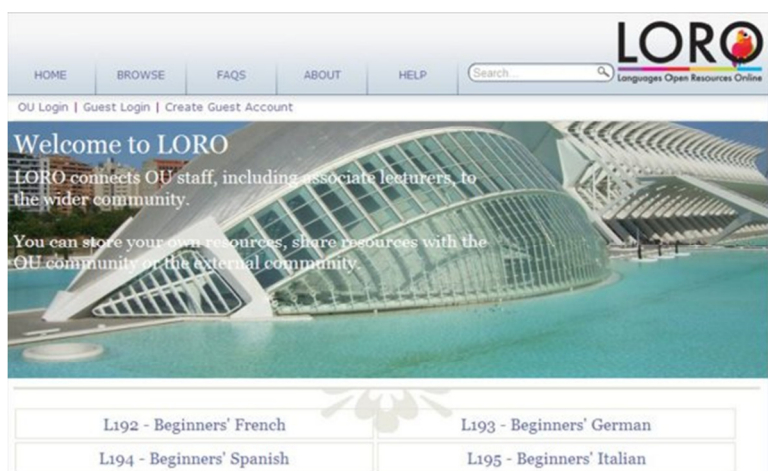 LORO
Languages Open Resources Online
HOME BROWSE FAQS ABOUT HELP Search...
OU Login | Guest Login | Create Guest Account
Welcome to LORO
LORO connects OU staff, including associate lecturers, to
the wider community.
You can store your own resources, share resources with the
OU community or the external community.
L192 - Beginners' French
L193 - Beginners' German
L194 - Beginners' Spanish
L195 - Beginners' Italian